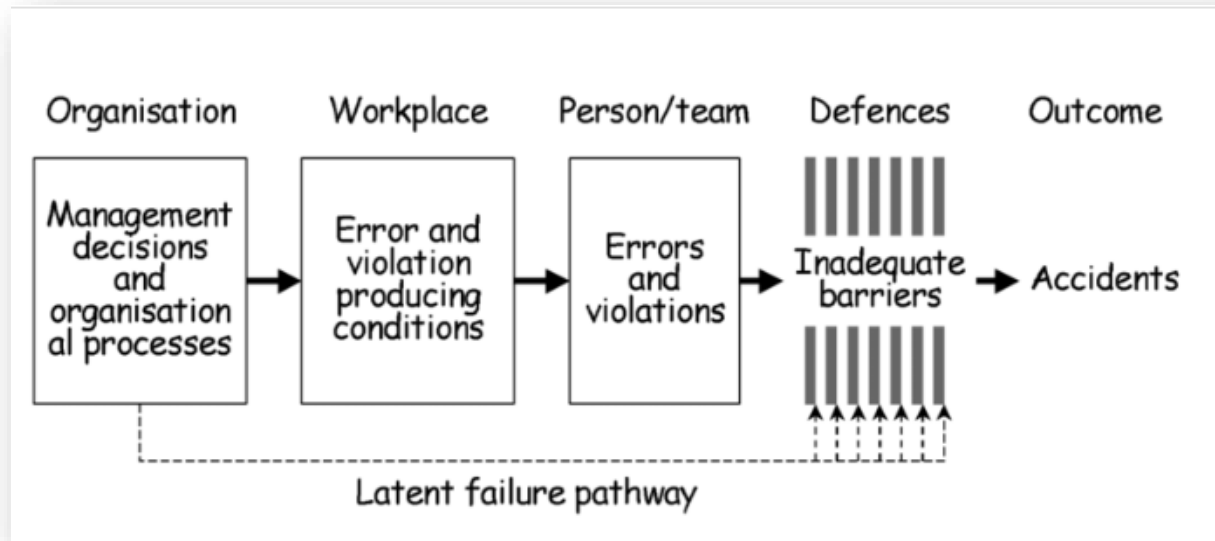 Organisation
Workplace
Person/team
Defences
Outcome
Management
decisions
and
organisation
al processes
Error and
violation
producing
conditions
Errors
and
violations
Inadequate
barriers
Accidents
Latent failure pathway